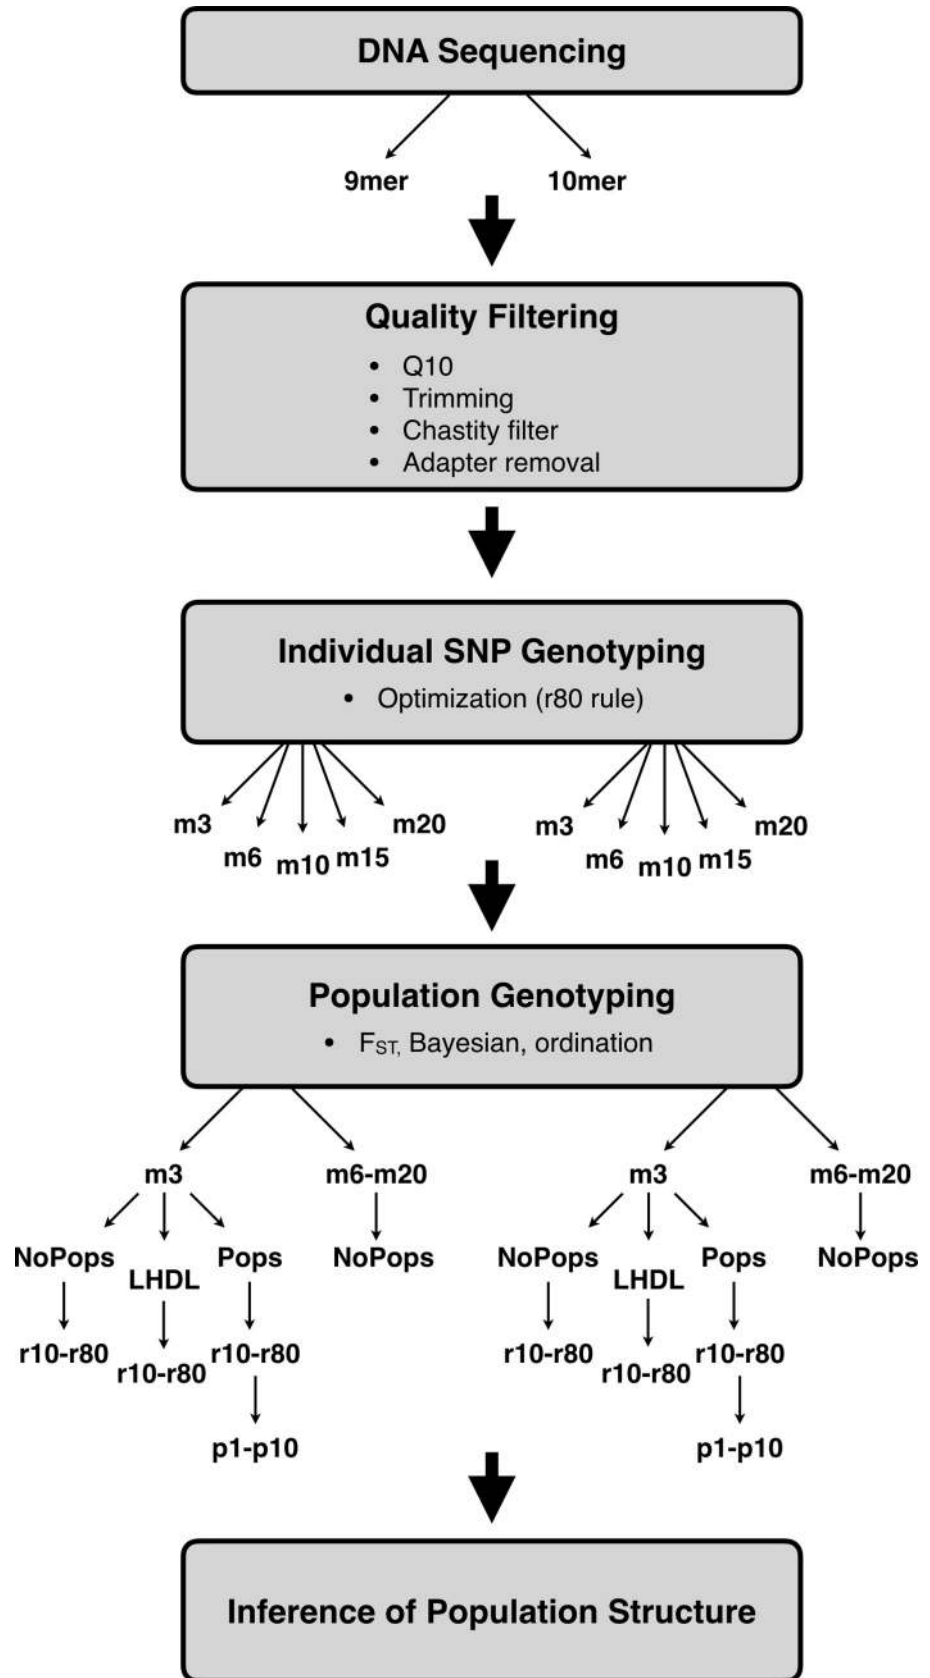 DNA Sequencing
9mer 10mer
Quality Filtering
• Q10
• Trimming
• Chastity filter
• Adapter removal
Individual SNP Genotyping
• Optimization (r80 rule)
m3 m20 m3 m20
m6 m10 m15 m6 m10 m15
Population Genotyping
• FST, Bayesian, ordination
m3 m6-m20 m3 m6-m20
NoPops LHDL Pops NoPops NoPops LHDL Pops NoPops
r10-r80 r10-r80 r10-r80 r10-r80 r10-r80 r10-r80
p1-p10 p1-p10
Inference of Population Structure